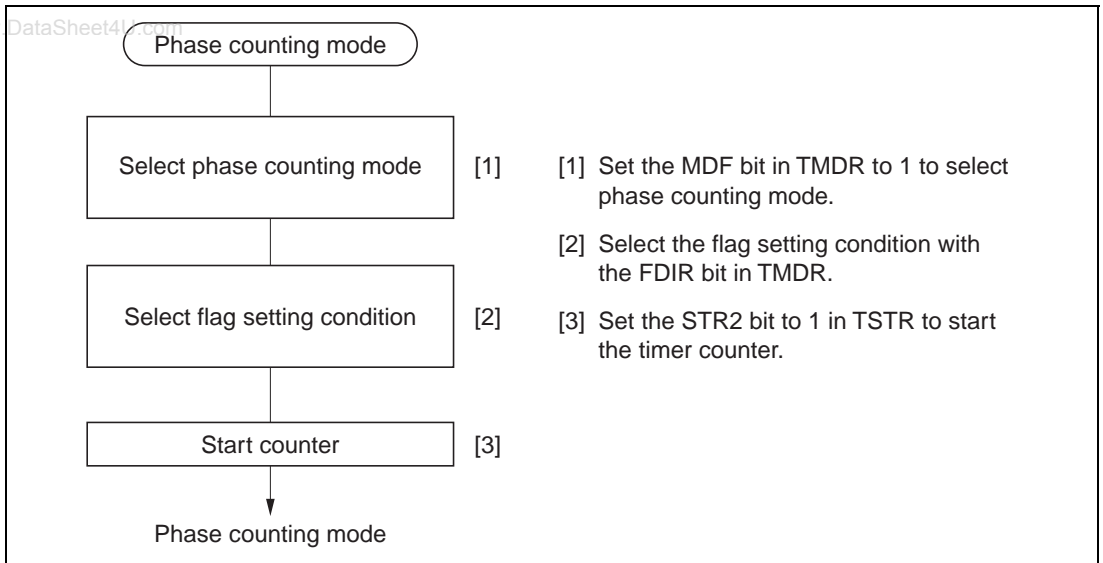 DataSheet4U.com
Phase counting mode
Select phase counting mode [1]
[1] Set the MDF bit in TMDR to 1 to select
phase counting mode.
[2] Select the flag setting condition with
the FDIR bit in TMDR.
Select flag setting condition [2]
[3] Set the STR2 bit to 1 in TSTR to start
the timer counter.
Start counter [3]
Phase counting mode